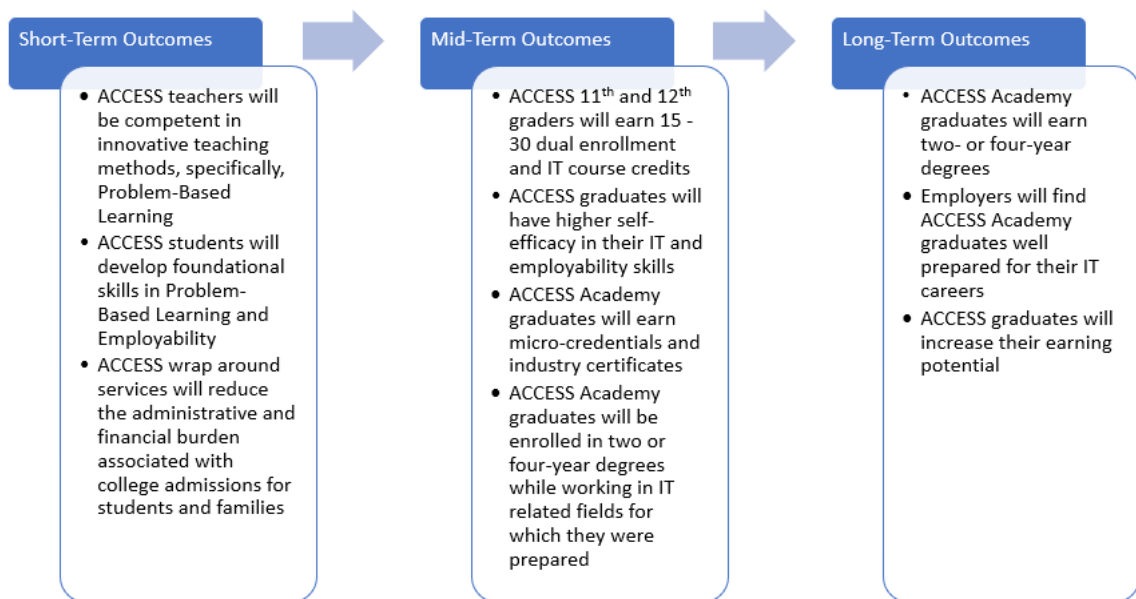 Short-Term Outcomes
• ACCESS teachers will
be competent in
innovative teaching
methods, specifically,
Problem-Based
Learning
• ACCESS students will
develop foundational
skills in Problem-
Based Learning and
Employability
• ACCESS wrap around
services will reduce
the administrative and
financial burden
associated with
college admissions for
students and families
Mid-Term Outcomes
• ACCESS 11th and 12th
graders will earn 15 -
30 dual enrollment
and IT course credits
• ACCESS graduates will
have higher self-
efficacy in their IT and
employability skills
• ACCESS Academy
graduates will earn
micro-credentials and
industry certificates
• ACCESS Academy
graduates will be
enrolled in two or
four-year degrees
while working in IT
related fields for
which they were
prepared
Long-Term Outcomes
• ACCESS Academy
graduates will earn
two- or four-year
degrees
• Employers will find
ACCESS Academy
graduates well
prepared for their IT
careers
• ACCESS graduates will
increase their earning
potential